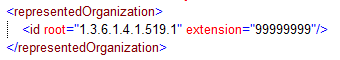 <representedOrganization>
<id root="1.3.6.1.4.1.519.1" extension="99999999"/>
</representedOrganization>